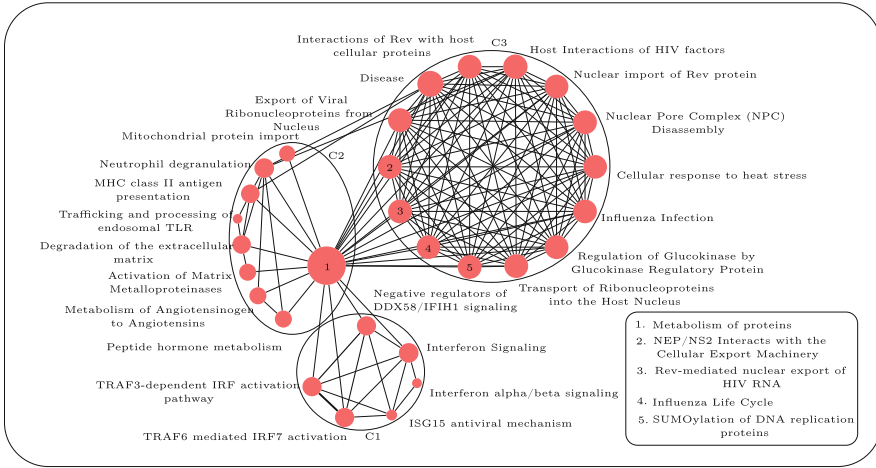 Interactions of Rev with host
cellular proteins
C3
Host Interactions of HIV factors
Disease
Nuclear import of Rev protein
Export of Viral
Ribonucleoproteins from
Nucleus
Nuclear Pore Complex (NPC)
Disassembly
Mitochondrial protein import
C2
Neutrophil degranulation
2
Cellular response to heat stress
MHC class II antigen
presentation
3
Trafficking and processing of
endosomal TLR
Influenza Infection
Degradation of the extracellular
matrix
4
Regulation of Glucokinase by
Glucokinase Regulatory Protein
1
5
Activation of Matrix
Metalloproteinases
Transport of Ribonucleoproteins
into the Host Nucleus
Negative regulators of
DDX58/IFIH1 signaling
Metabolism of Angiotensinogen
to Angiotensins
Peptide hormone metabolism
Interferon Signaling
TRAF3-dependent IRF activation
pathway
Interferon alpha/beta signaling
ISG15 antiviral mechanism
TRAF6 mediated IRF7 activation
C1
1. Metabolism of proteins
2. NEP/NS2 Interacts with the
Cellular Export Machinery
3. Rev-mediated nuclear export of
HIV RNA
4. Influenza Life Cycle
5. SUMOylation of DNA replication
proteins